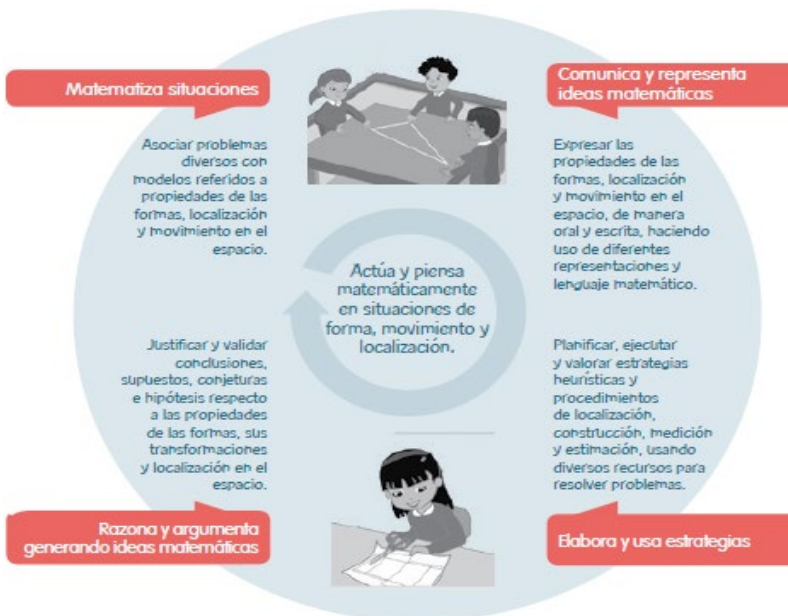 Matematiza situaciones
Asociar problemas
diversos con
modelos referidos a
propiedades de las
formas, localización
y movimiento en el
espacio.
Comunica y representa
ideas matemáticas
Expresar las
propiedades de las
formas, localización
y movimiento en el
espacio, de manera
oral y escrita, haciendo
uso de diferentes
representaciones y
lenguaje matemático.
Actúa y piensa
matemáticamente
en situaciones de
forma, movimiento y
localización.
Justificar y validar
conclusiones,
supuestos, conjeturas
e hipótesis respecto
a las propiedades
de las formas, sus
transformaciones
y localización en el
espacio.
Razona y argumenta
generando ideas matemáticas
Planificar, ejecutar
y valorar estrategias
heurísticas y
procedimientos
de localización,
construcción, medición
y estimación, usando
diversos recursos para
resolver problemas.
Elabora y usa estrategias